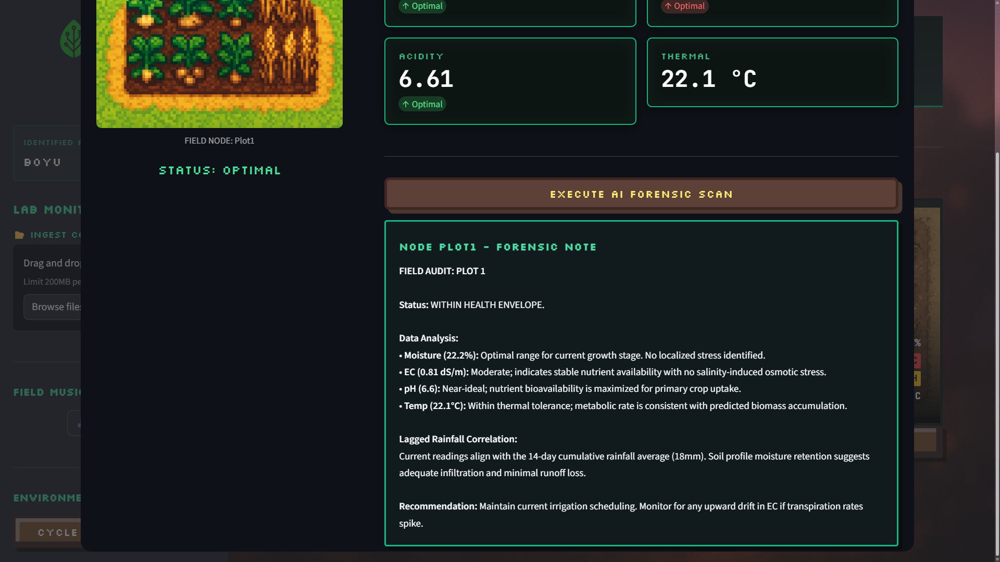 IDENTIFIED
BOYU
LAB MONIT
INGEST CO
Drag and drop
Limit 200MB pe
Browse files
FIELD MUSIC
ENVIRONME
CYCLE
FIELD NODE: Plot1
STATUS: OPTIMAL
↑ Optimal
↑ Optimal
ACIDITY
6.61
↑ Optimal
THERMAL
22.1 °C
EXECUTE AI FORENSIC SCAN
NODE PLOT1 - FORENSIC NOTE
FIELD AUDIT: PLOT 1
Status: WITHIN HEALTH ENVELOPE.
Data Analysis:
• Moisture (22.2%): Optimal range for current growth stage. No localized stress identified.
• EC (0.81 dS/m): Moderate; indicates stable nutrient availability with no salinity-induced osmotic stress.
• pH (6.6): Near-ideal; nutrient bioavailability is maximized for primary crop uptake.
• Temp (22.1°C): Within thermal tolerance; metabolic rate is consistent with predicted biomass accumulation.
Lagged Rainfall Correlation:
Current readings align with the 14-day cumulative rainfall average (18mm). Soil profile moisture retention suggests
adequate infiltration and minimal runoff loss.
Recommendation: Maintain current irrigation scheduling. Monitor for any upward drift in EC if transpiration rates
spike.
%
C